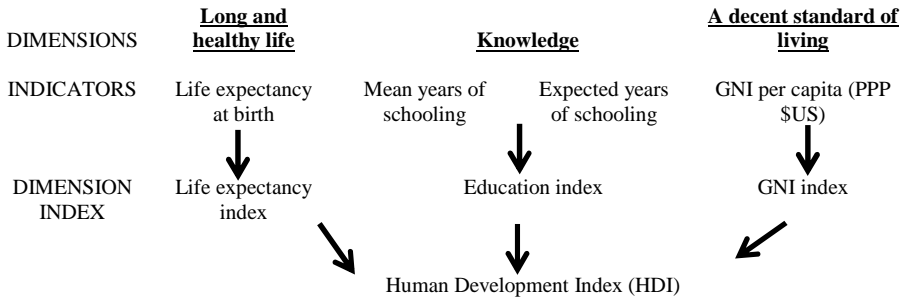 DIMENSIONS
Long and
healthy life
Knowledge
A decent standard of
living
INDICATORS
Life expectancy
at birth
Mean years of
schooling
Expected years
of schooling
GNI per capita (PPP
$US)
DIMENSION
INDEX
Life expectancy
index
Education index
GNI index
Human Development Index (HDI)